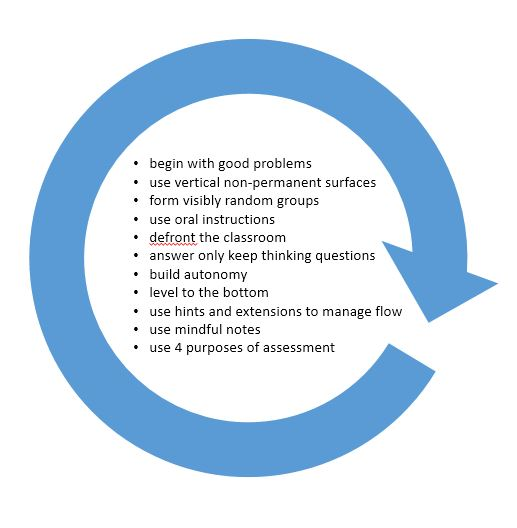 • begin with good problems
• use vertical non-permanent surfaces
• form visibly random groups
• use oral instructions
• defront the classroom
• answer only keep thinking questions
• build autonomy
• level to the bottom
• use hints and extensions to manage flow
• use mindful notes
• use 4 purposes of assessment